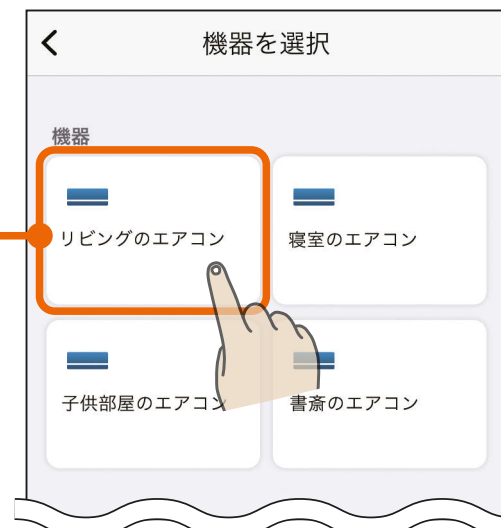 機器を選択
機器
リビングのエアコン
寝室のエアコン
子供部屋のエアコン
書斎のエアコン